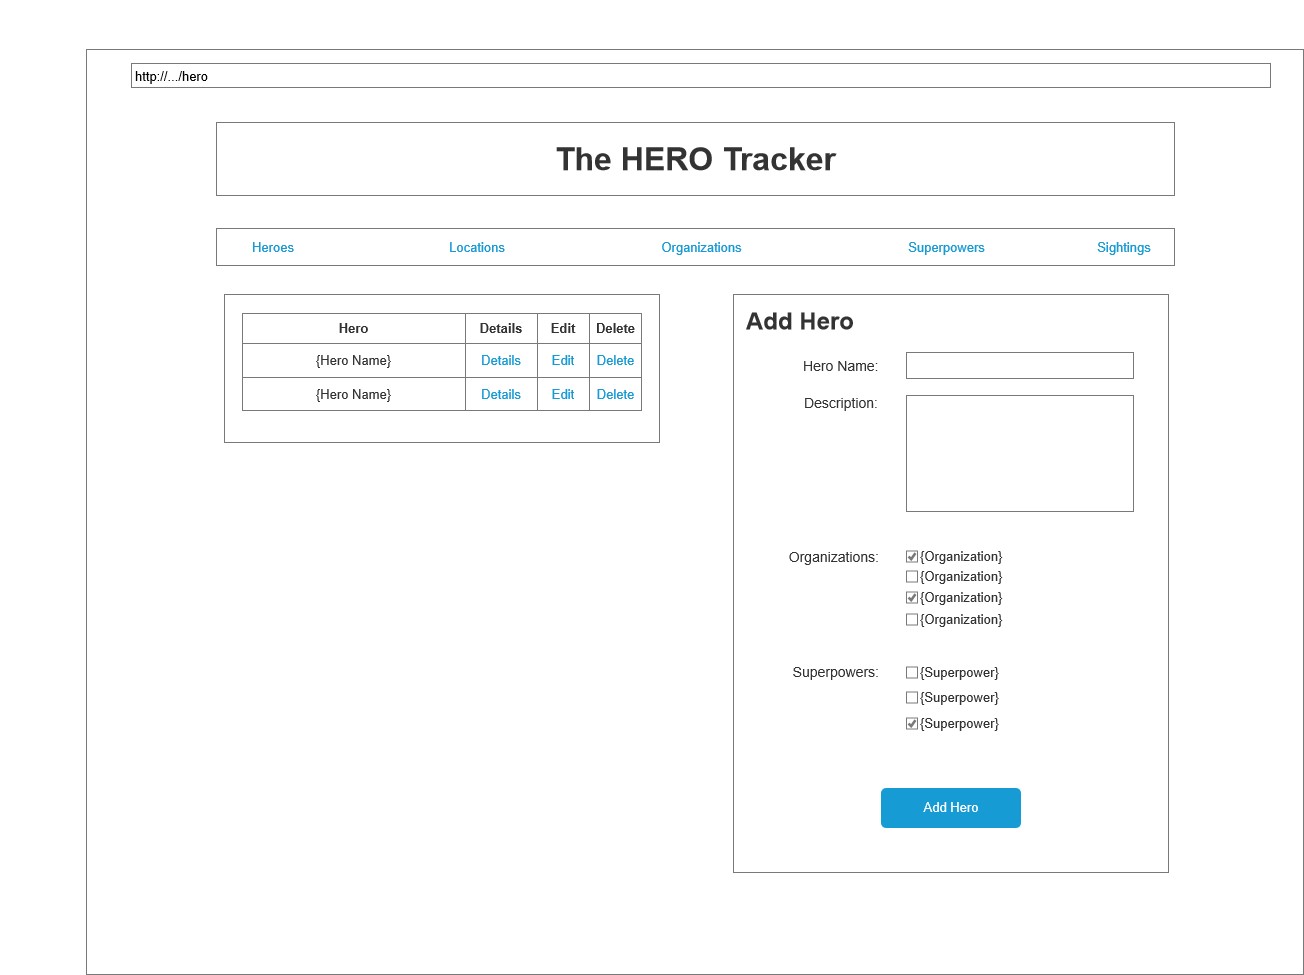 http://.../hero
The HERO Tracker
Heroes Locations Organizations Superpowers Sightings
Hero Details Edit Delete
{Hero Name} Details Edit Delete
{Hero Name} Details Edit Delete
Add Hero
Hero Name:
Description:
Organizations: {Organization}
{Organization}
{Organization}
{Organization}
Superpowers: {Superpower}
{Superpower}
{Superpower}
Add Hero